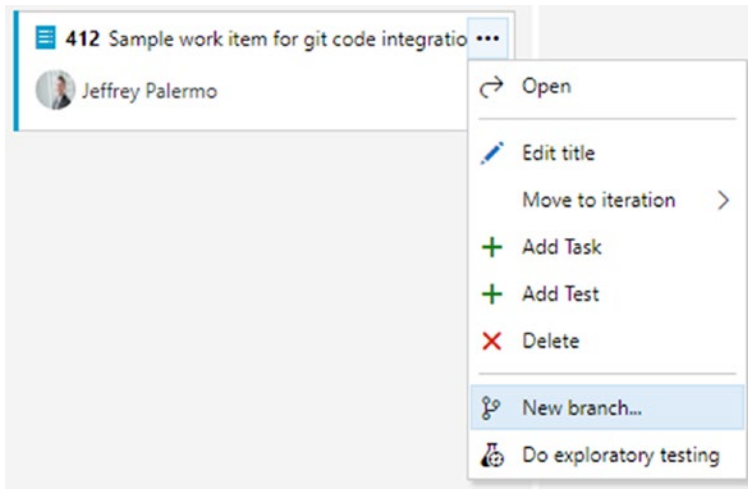 412 Sample work item for git code integratio
Jeffrey Palermo
Open
Edit title
Move to iteration
Add Task
Add Test
Delete
New branch...
Do exploratory testing